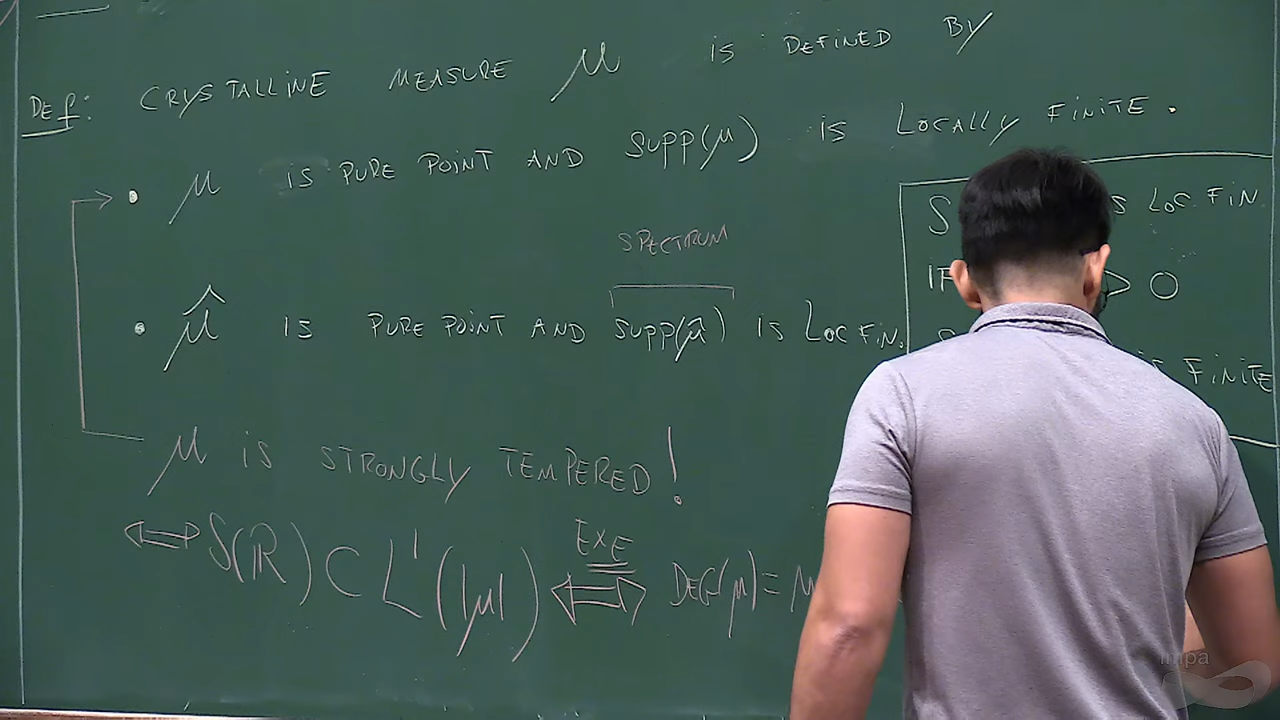 Def: CRYSTALLINE MEASURE μ IS DEFINED BY
• μ IS PURE POINT AND SUPP(μ) IS LOCALLY FINITE.
SPECTRUM
• μ̂ IS PURE POINT AND SUPP(μ̂) IS LOC FIN.
μ IS STRONGLY TEMPERED!
⟺ S(ℝ) ⊂ L¹(|μ|) ⟺ EXE DEG(μ) =
S LOC. FIN.
IF > 0
FINITE
impa